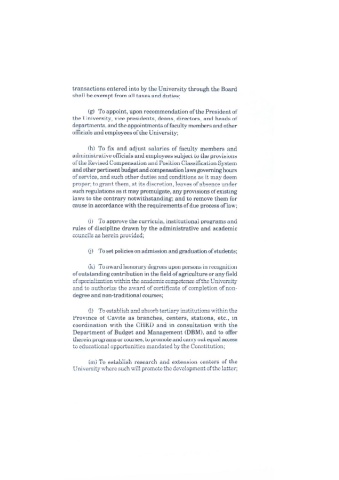 transactions entered into by the University through the Board
shall be exempt from all taxes and duties;
(g) To appoint, upon recommendation of the President of
the University, vice presidents, deans, directors, and heads of
departments, and the appointments of faculty members and other
officials and employees of the University;
(h) To fix and adjust salaries of faculty members and
administrative officials and employees subject to the provisions
of the Revised Compensation and Position Classification System
and other pertinent budget and compensation laws governing hours
of service, and such other duties and conditions as it may deem
proper; to grant them, at its discretion, leaves of absence under
such regulations as it may promulgate, any provisions of existing
laws to the contrary notwithstanding; and to remove them for
cause in accordance with the requirements of due process of law;
(i) To approve the curricula, institutional programs and
rules of discipline drawn by the administrative and academic
councils as herein provided;
(j) To set policies on admission and graduation of students;
(k) To award honorary degrees upon persons in recognition
of outstanding contribution in the field of agriculture or any field
of specialization within the academic competence of the University
and to authorize the award of certificate of completion of non-
degree and non-traditional courses;
(l) To establish and absorb tertiary institutions within the
Province of Cavite as branches, centers, stations, etc., in
coordination with the CHED and in consultation with the
Department of Budget and Management (DBM), and to offer
therein programs or courses, to promote and carry out equal access
to educational opportunities mandated by the Constitution;
(m) To establish research and extension centers of the
University where such will promote the development of the latter;